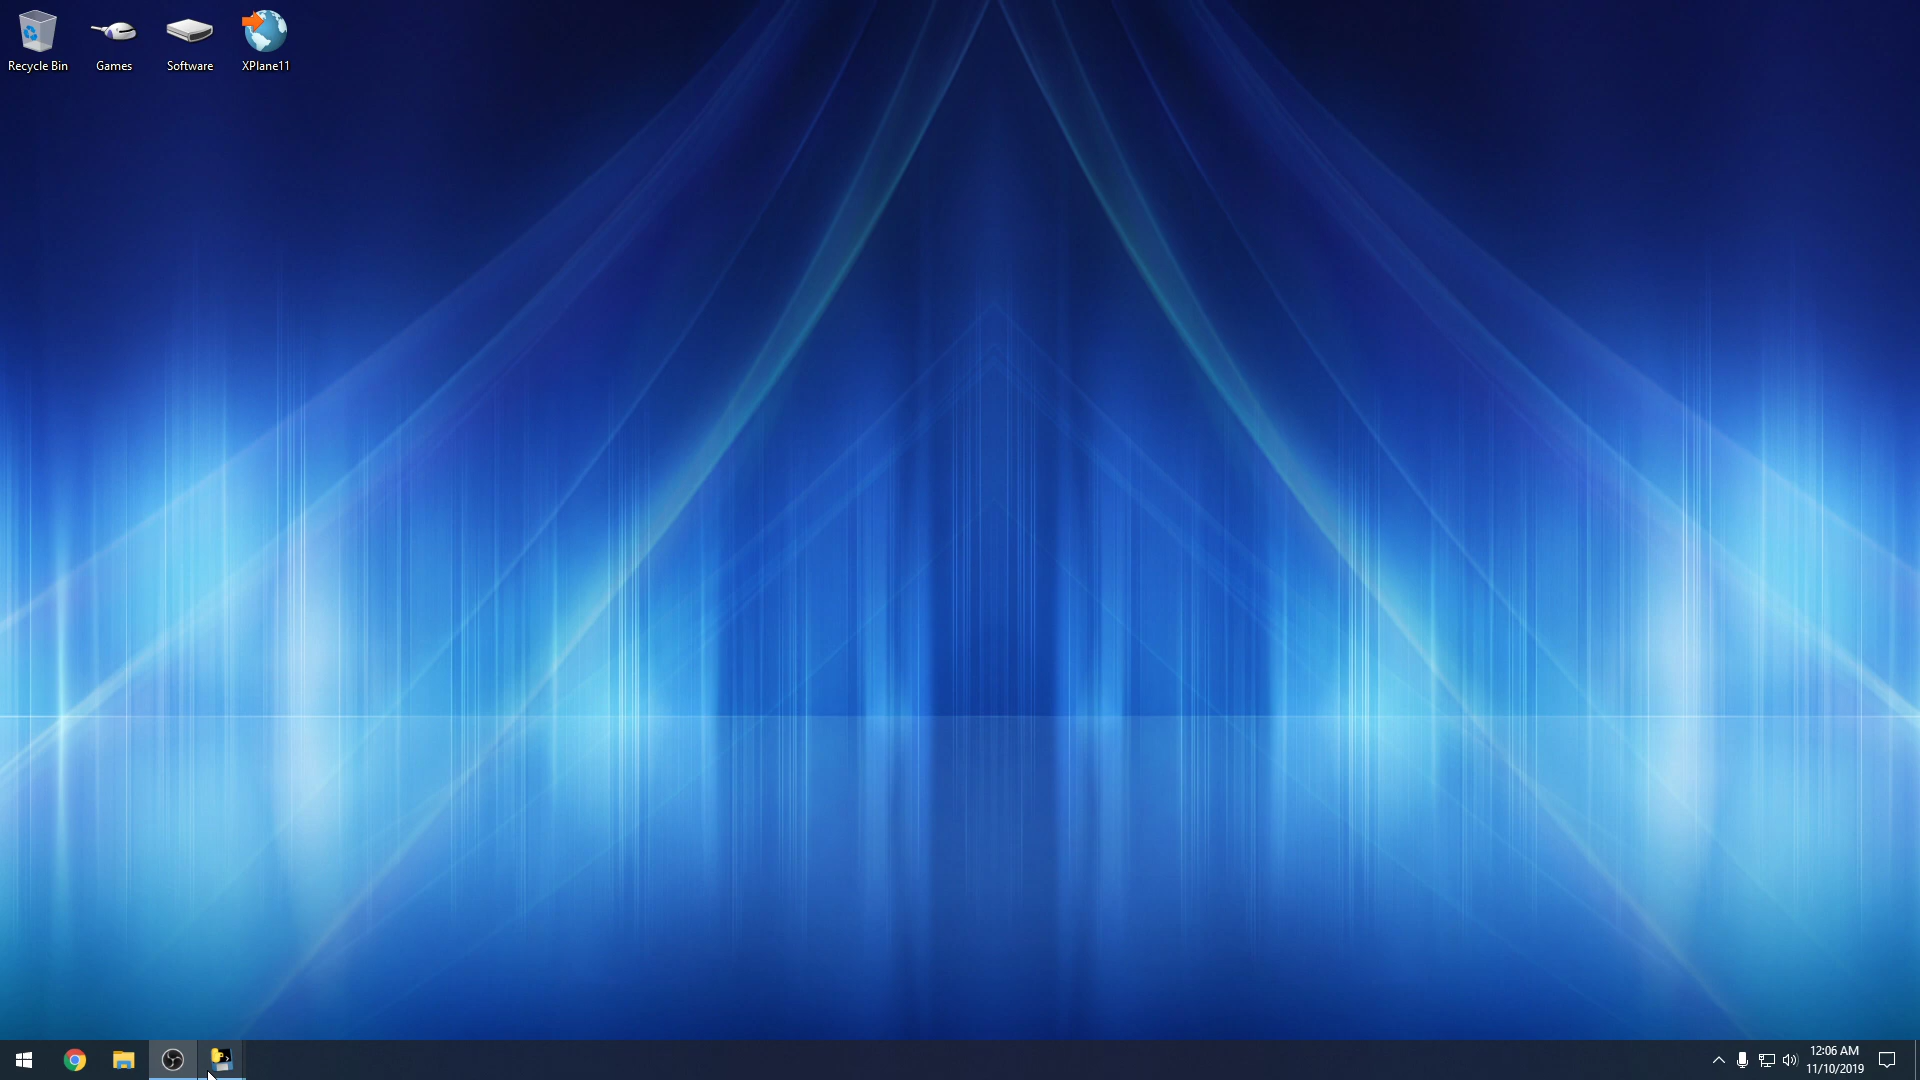 Recycle Bin
Games
Software
XPlane11
12:06 AM
11/10/2019